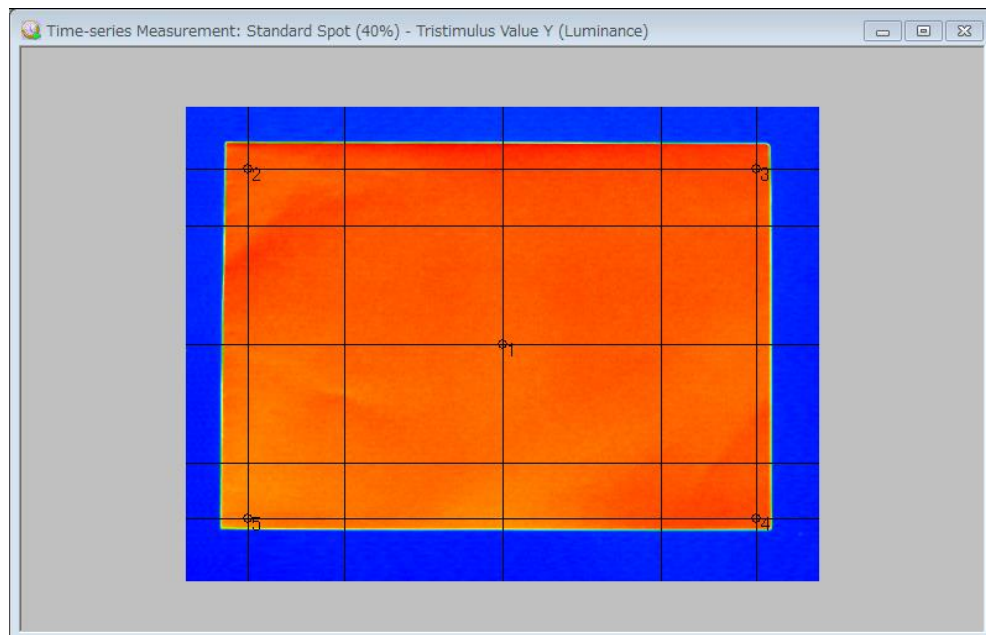 Time-series Measurement: Standard Spot (40%) - Tristimulus Value Y (Luminance)
2 3
1
5 4